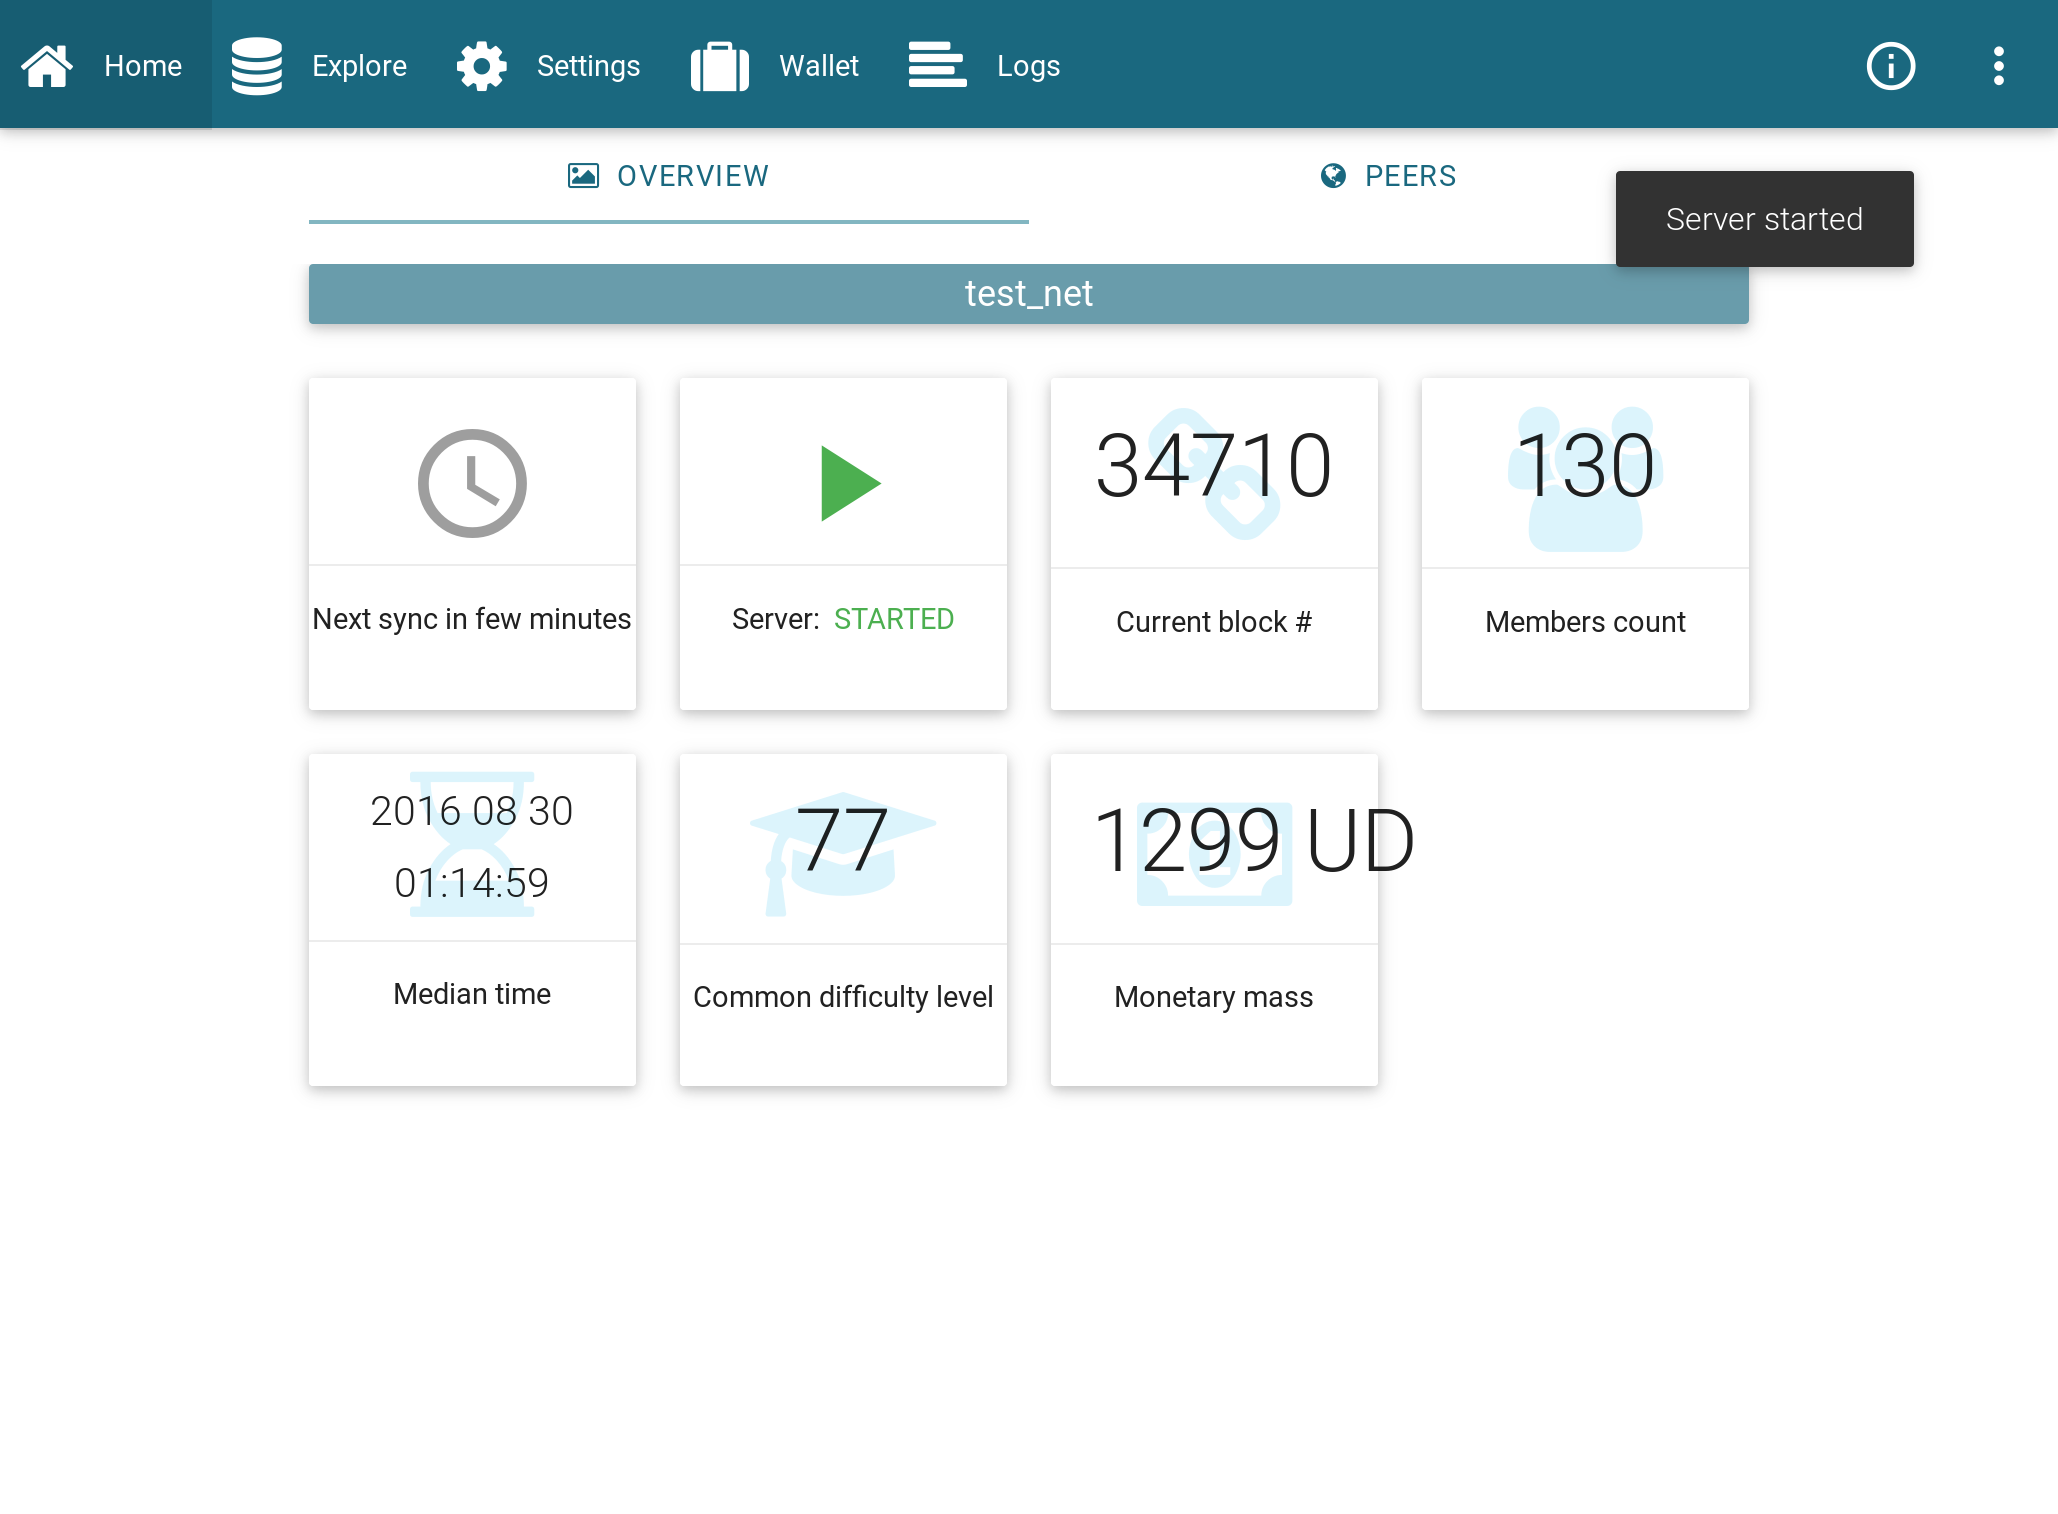 Home Explore Settings Wallet Logs
OVERVIEW PEERS
Server started
test_net
Next sync in few minutes
Server: STARTED
34710
Current block #
130
Members count
2016 08 30
01:14:59
Median time
77
Common difficulty level
1299 UD
Monetary mass